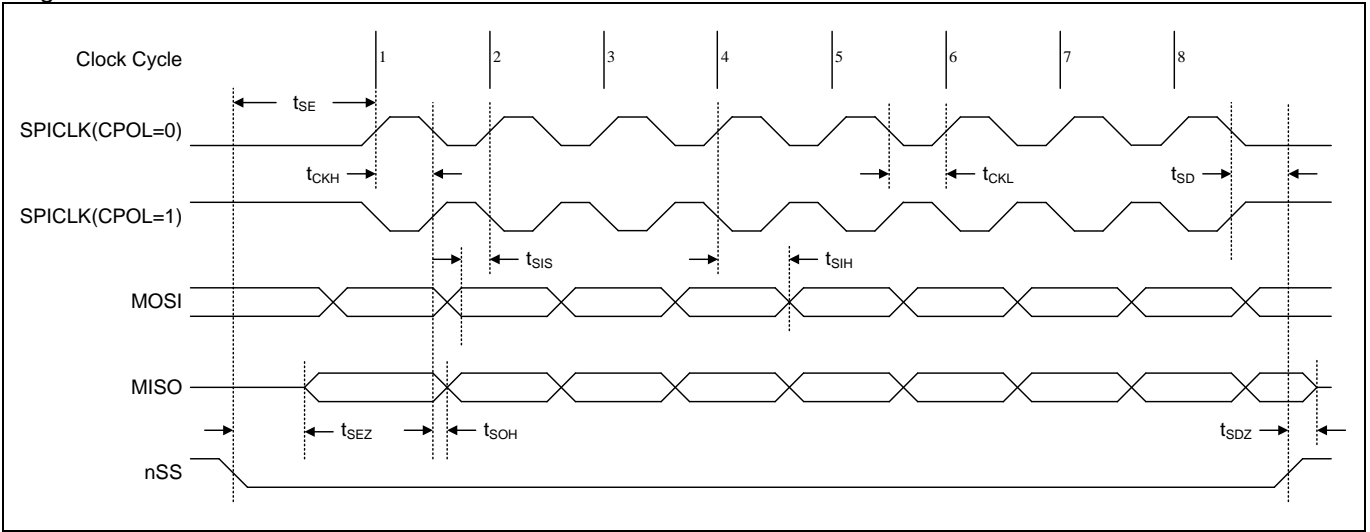 Clock Cycle 1 2 3 4 5 6 7 8
tSE
SPICLK(CPOL=0)
tCKH tCKL tSD
SPICLK(CPOL=1)
tSIS tSIH
MOSI
MISO
tSEZ tSOH tSDZ
nSS